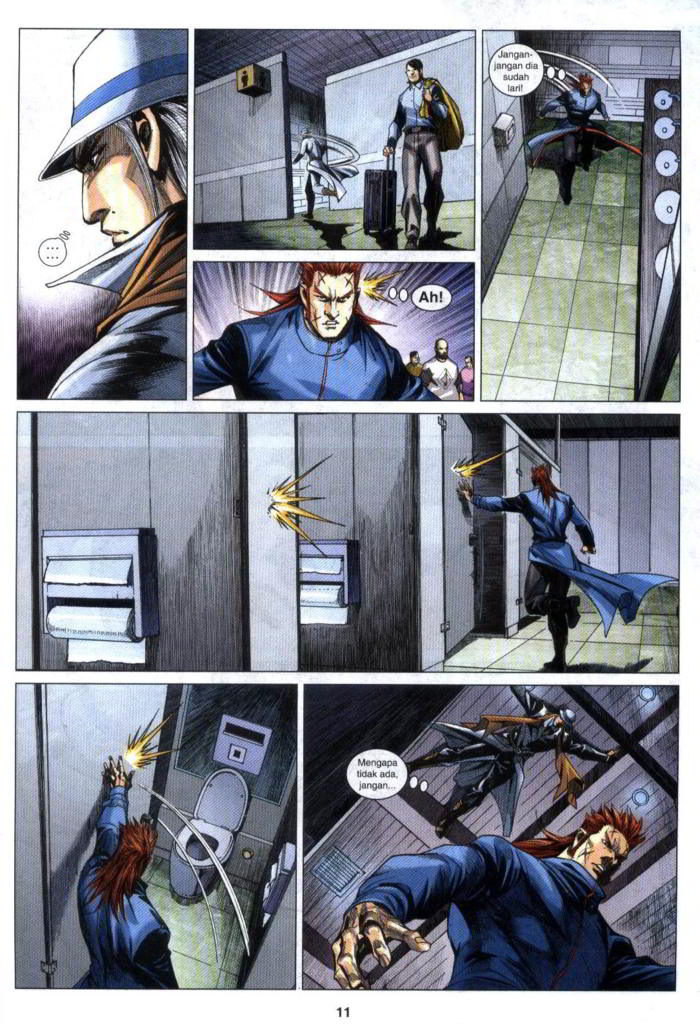 ...
...
Jangan-
jangan dia
sudah
lari!
Ah!
Mengapa
tidak ada,
jangan...
11